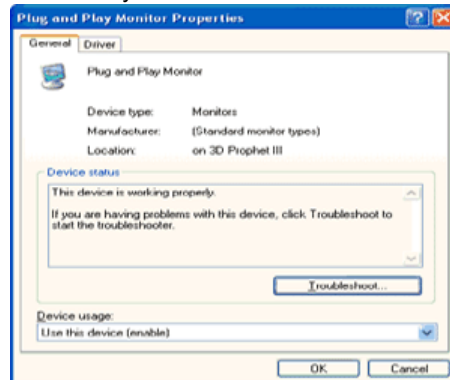 Plug and Play Monitor Properties
General Driver
Plug and Play Monitor
Device type: Monitors
Manufacturer: (Standard monitor types)
Location: on 3D Prophet III
Device status
This device is working properly.
If you are having problems with this device, click Troubleshoot to
start the troubleshooter.
Troubleshoot...
Device usage:
Use this device (enable)
OK Cancel